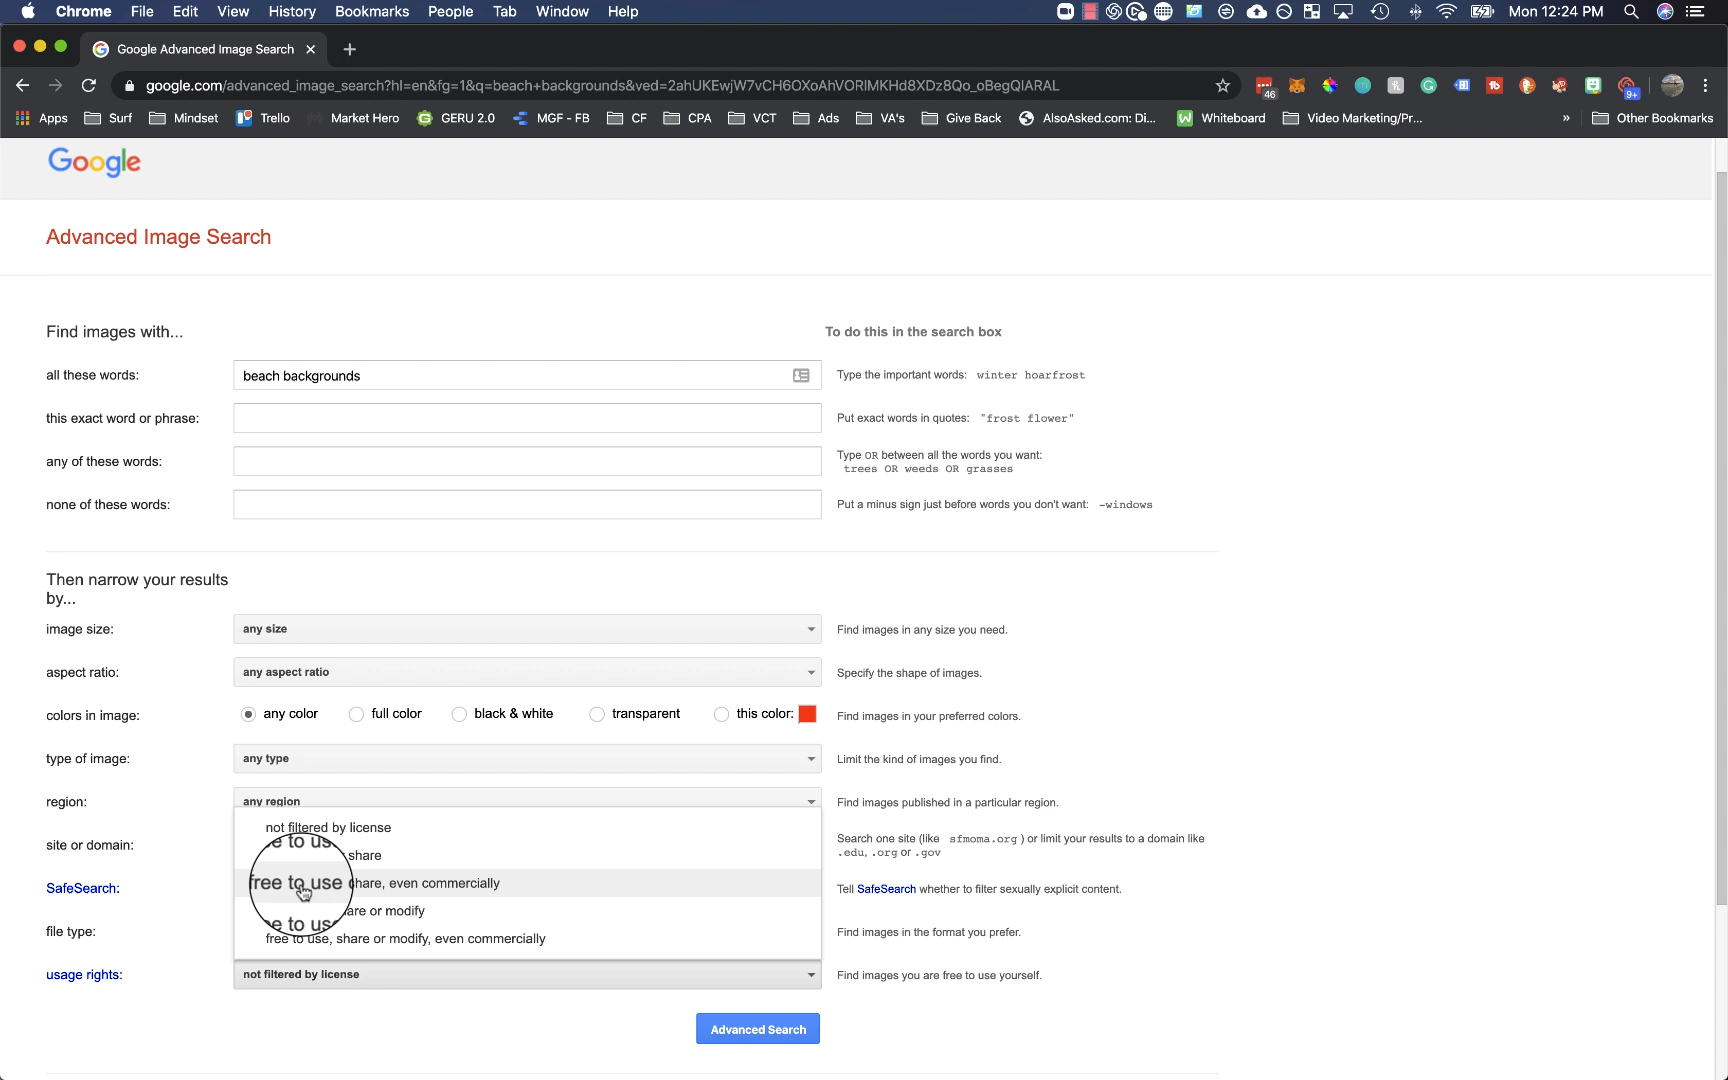 Chrome File Edit View History Bookmarks People Tab Window Help Mon 12:24 PM
Google Advanced Image Search
google.com/advanced_image_search?hl=en&fg=1&q=beach+backgrounds&ved=2ahUKEwjW7vCH6OXoAhVORlMKHd8XDz8Qo_oBegQIARAL
46
9+
Apps Surf Mindset Trello Market Hero GERU 2.0 MGF - FB CF CPA VCT Ads VA's Give Back AlsoAsked.com: Di... Whiteboard Video Marketing/Pr... » Other Bookmarks
Google
Advanced Image Search
Find images with... To do this in the search box
all these words: beach backgrounds Type the important words: winter hoarfrost
this exact word or phrase: Put exact words in quotes: "frost flower"
any of these words: Type OR between all the words you want:
trees OR weeds OR grasses
none of these words: Put a minus sign just before words you don't want: -windows
Then narrow your results
by...
image size: any size Find images in any size you need.
aspect ratio: any aspect ratio Specify the shape of images.
colors in image: any color full color black & white transparent this color: Find images in your preferred colors.
type of image: any type Limit the kind of images you find.
region: any region Find images published in a particular region.
not filtered by license
site or domain: Search one site (like sfmoma.org ) or limit your results to a domain like
.edu, .org or .gov
share
free to use share, even commercially
SafeSearch: Tell SafeSearch whether to filter sexually explicit content.
or modify
file type: Find images in the format you prefer.
free to use, share or modify, even commercially
usage rights: not filtered by license Find images you are free to use yourself.
Advanced Search